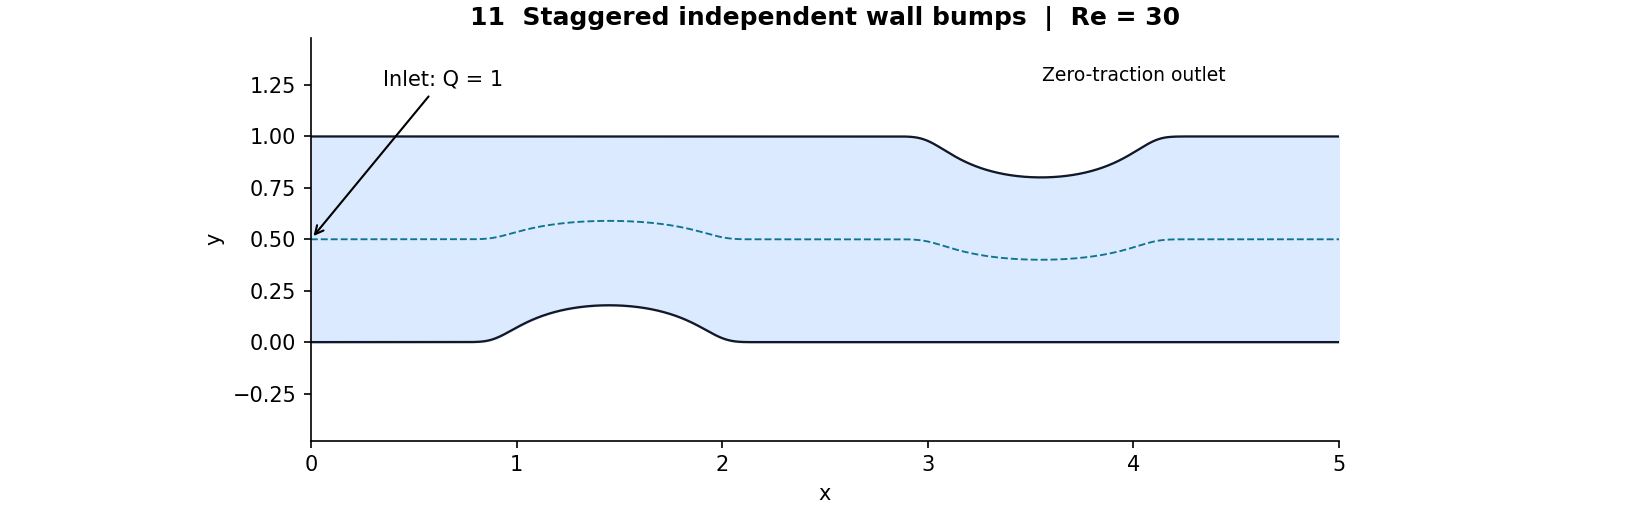 11  Staggered independent wall bumps  |  Re = 30
Inlet: Q = 1
Zero-traction outlet
1.25
1.00
0.75
0.50
0.25
0.00
−0.25
y
0 1 2 3 4 5
x